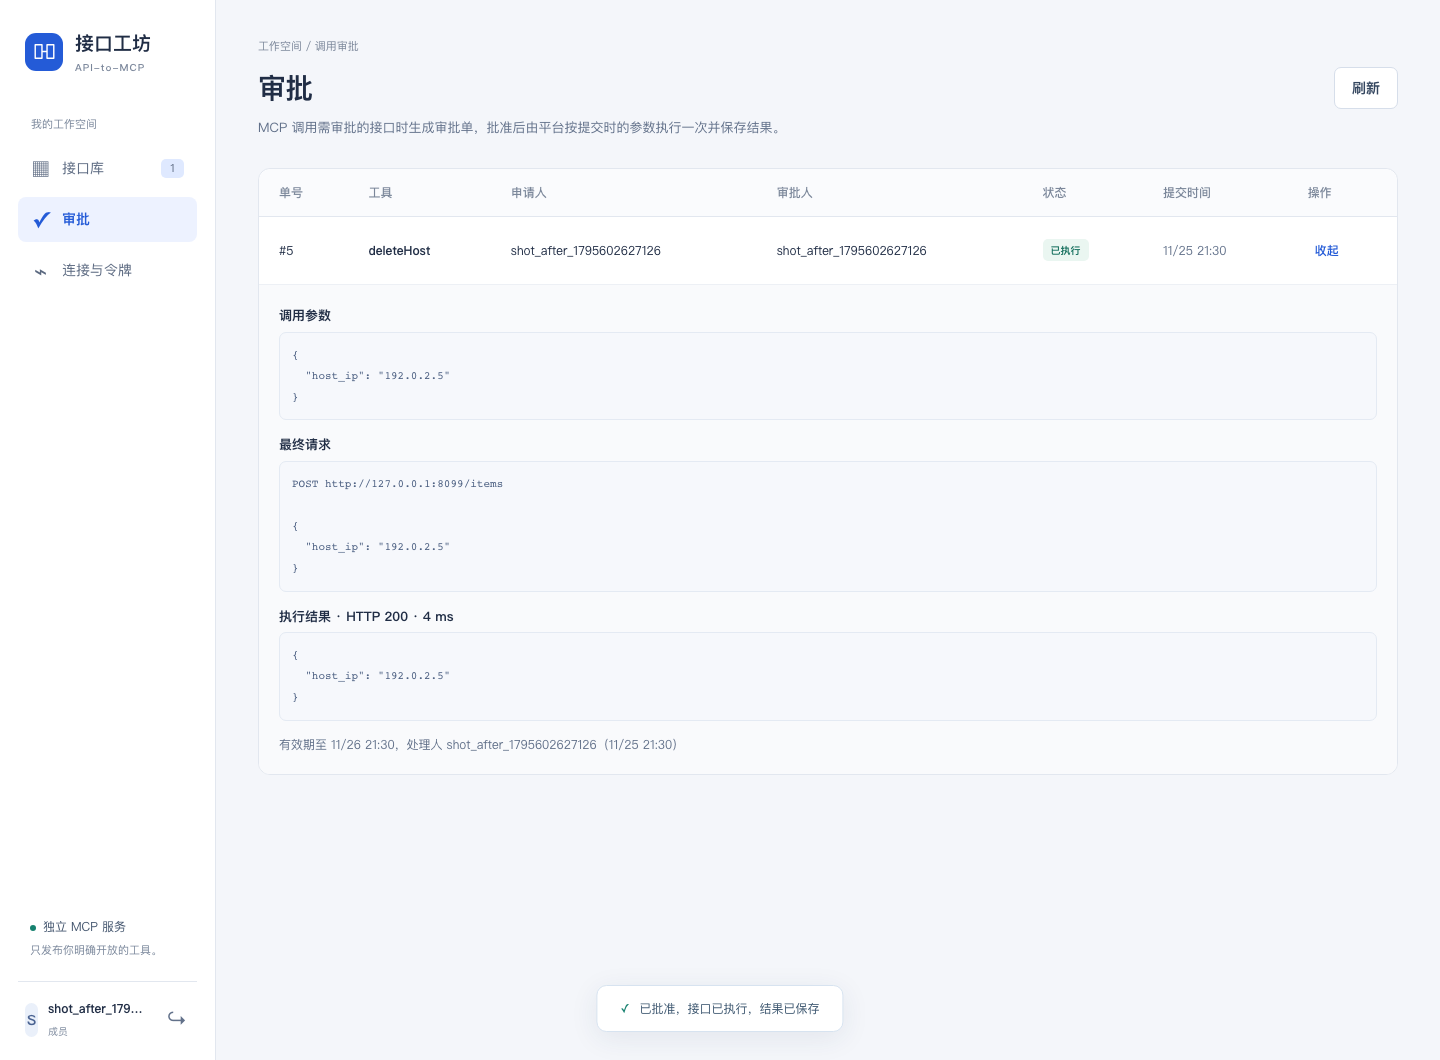 接口工坊
API-to-MCP
我的工作空间
接口库 1
审批
连接与令牌
独立 MCP 服务
只发布你明确开放的工具。
S shot_after_179...
成员
工作空间 / 调用审批
审批
刷新
MCP 调用需审批的接口时生成审批单，批准后由平台按提交时的参数执行一次并保存结果。
单号 工具 申请人 审批人 状态 提交时间 操作
#5 deleteHost shot_after_1795602627126 shot_after_1795602627126 已执行 11/25 21:30 收起
调用参数
{
"host_ip": "192.0.2.5"
}
最终请求
POST http://127.0.0.1:8099/items
{
"host_ip": "192.0.2.5"
}
执行结果 · HTTP 200 · 4 ms
{
"host_ip": "192.0.2.5"
}
有效期至 11/26 21:30，处理人 shot_after_1795602627126（11/25 21:30）
✓ 已批准，接口已执行，结果已保存